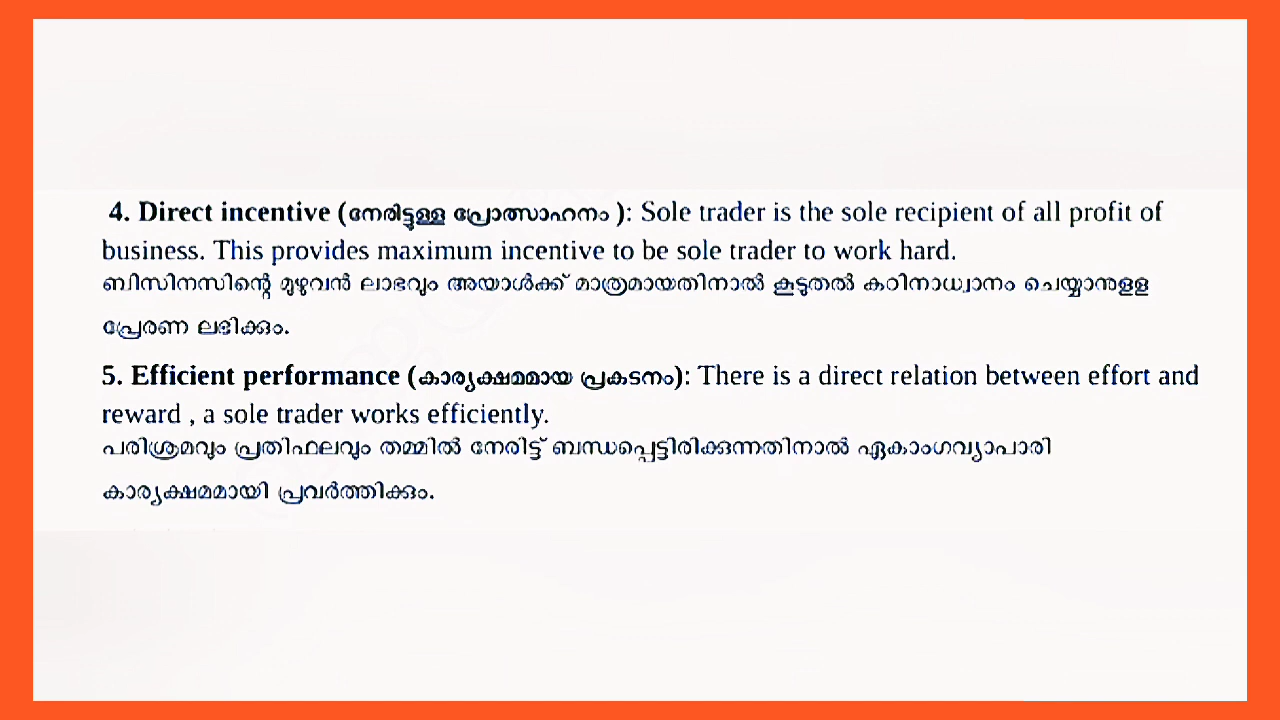 4. Direct incentive (നേരിട്ടുള്ള പ്രോത്സാഹനം ): Sole trader is the sole recipient of all profit of
business. This provides maximum incentive to be sole trader to work hard.
ബിസിനസിന്റെ മുഴുവൻ ലാഭവും അയാൾക്ക് മാത്രമായതിനാൽ കൂടുതൽ കഠിനാധ്വാനം ചെയ്യാനുളള
പ്രേരണ ലഭിക്കും.
5. Efficient performance (കാര്യക്ഷമമായ പ്രകടനം): There is a direct relation between effort and
reward , a sole trader works efficiently.
പരിശ്രമവും പ്രതിഫലവും തമ്മിൽ നേരിട്ട് ബന്ധപ്പെട്ടിരിക്കുന്നതിനാൽ ഏകാംഗവ്യാപാരി
കാര്യക്ഷമമായി പ്രവർത്തിക്കും.